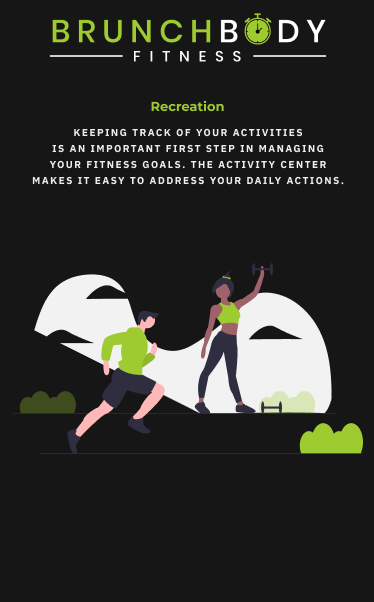 BRUNCHBODY
FITNESS
Recreation
KEEPING TRACK OF YOUR ACTIVITIES
IS AN IMPORTANT FIRST STEP IN MANAGING
YOUR FITNESS GOALS. THE ACTIVITY CENTER
MAKES IT EASY TO ADDRESS YOUR DAILY ACTIONS.